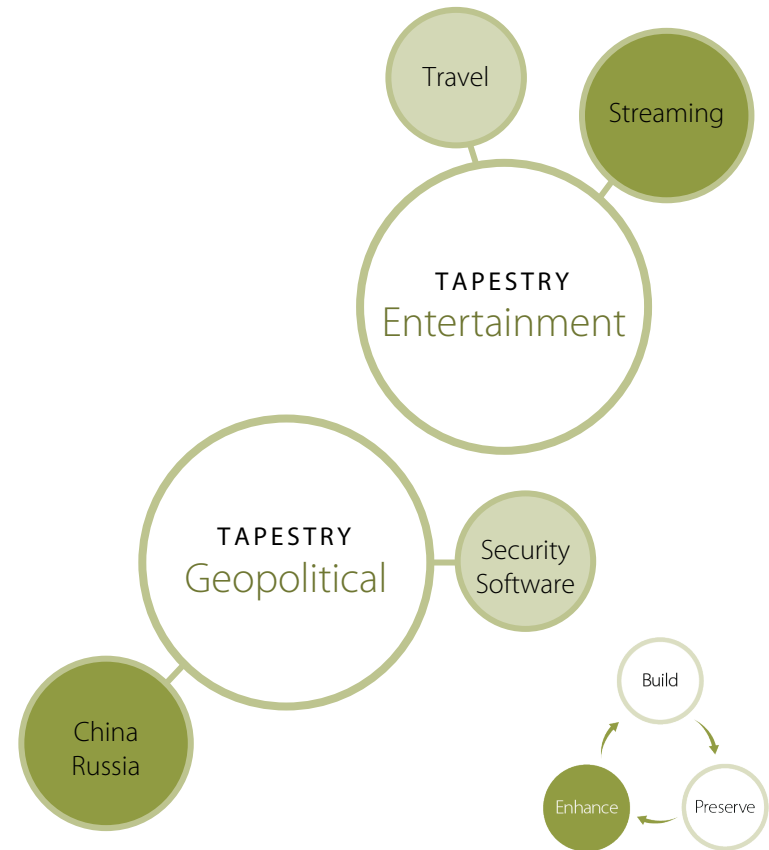 Travel
Streaming
TAPESTRY
Entertainment
TAPESTRY
Geopolitical
Security
Software
China
Russia
Build
Enhance
Preserve